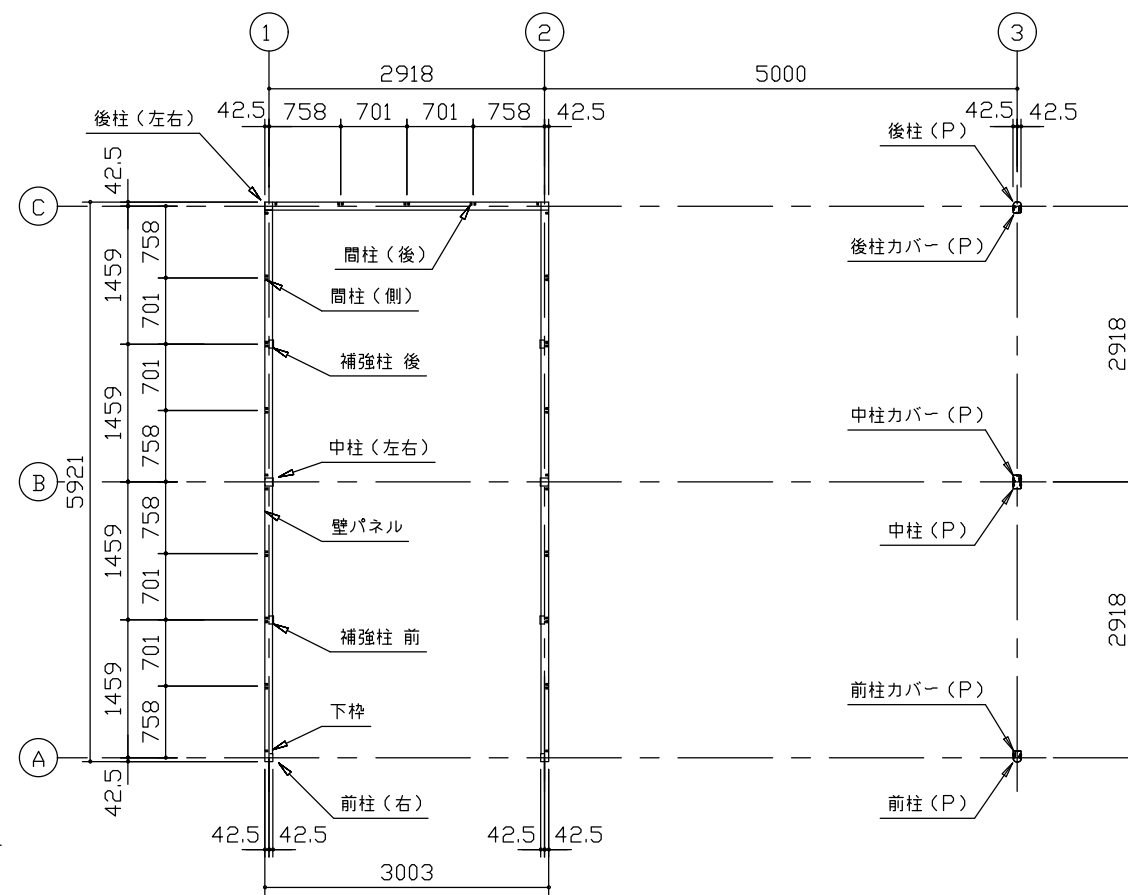 1
2
3
2918
5000
42.5
758
701
701
758
42.5
42.5
42.5
後柱（左右）
後柱（P）
42.5
C
後柱カバー（P）
間柱（後）
758
1459
間柱（側）
701
2918
補強柱 後
701
1459
中柱（左右）
中柱カバー（P）
758
B
5921
758
壁パネル
中柱（P）
1459
701
2918
補強柱 前
701
1459
前柱カバー（P）
758
下枠
A
42.5
前柱（右）
前柱（P）
42.5
42.5
42.5
42.5
3003